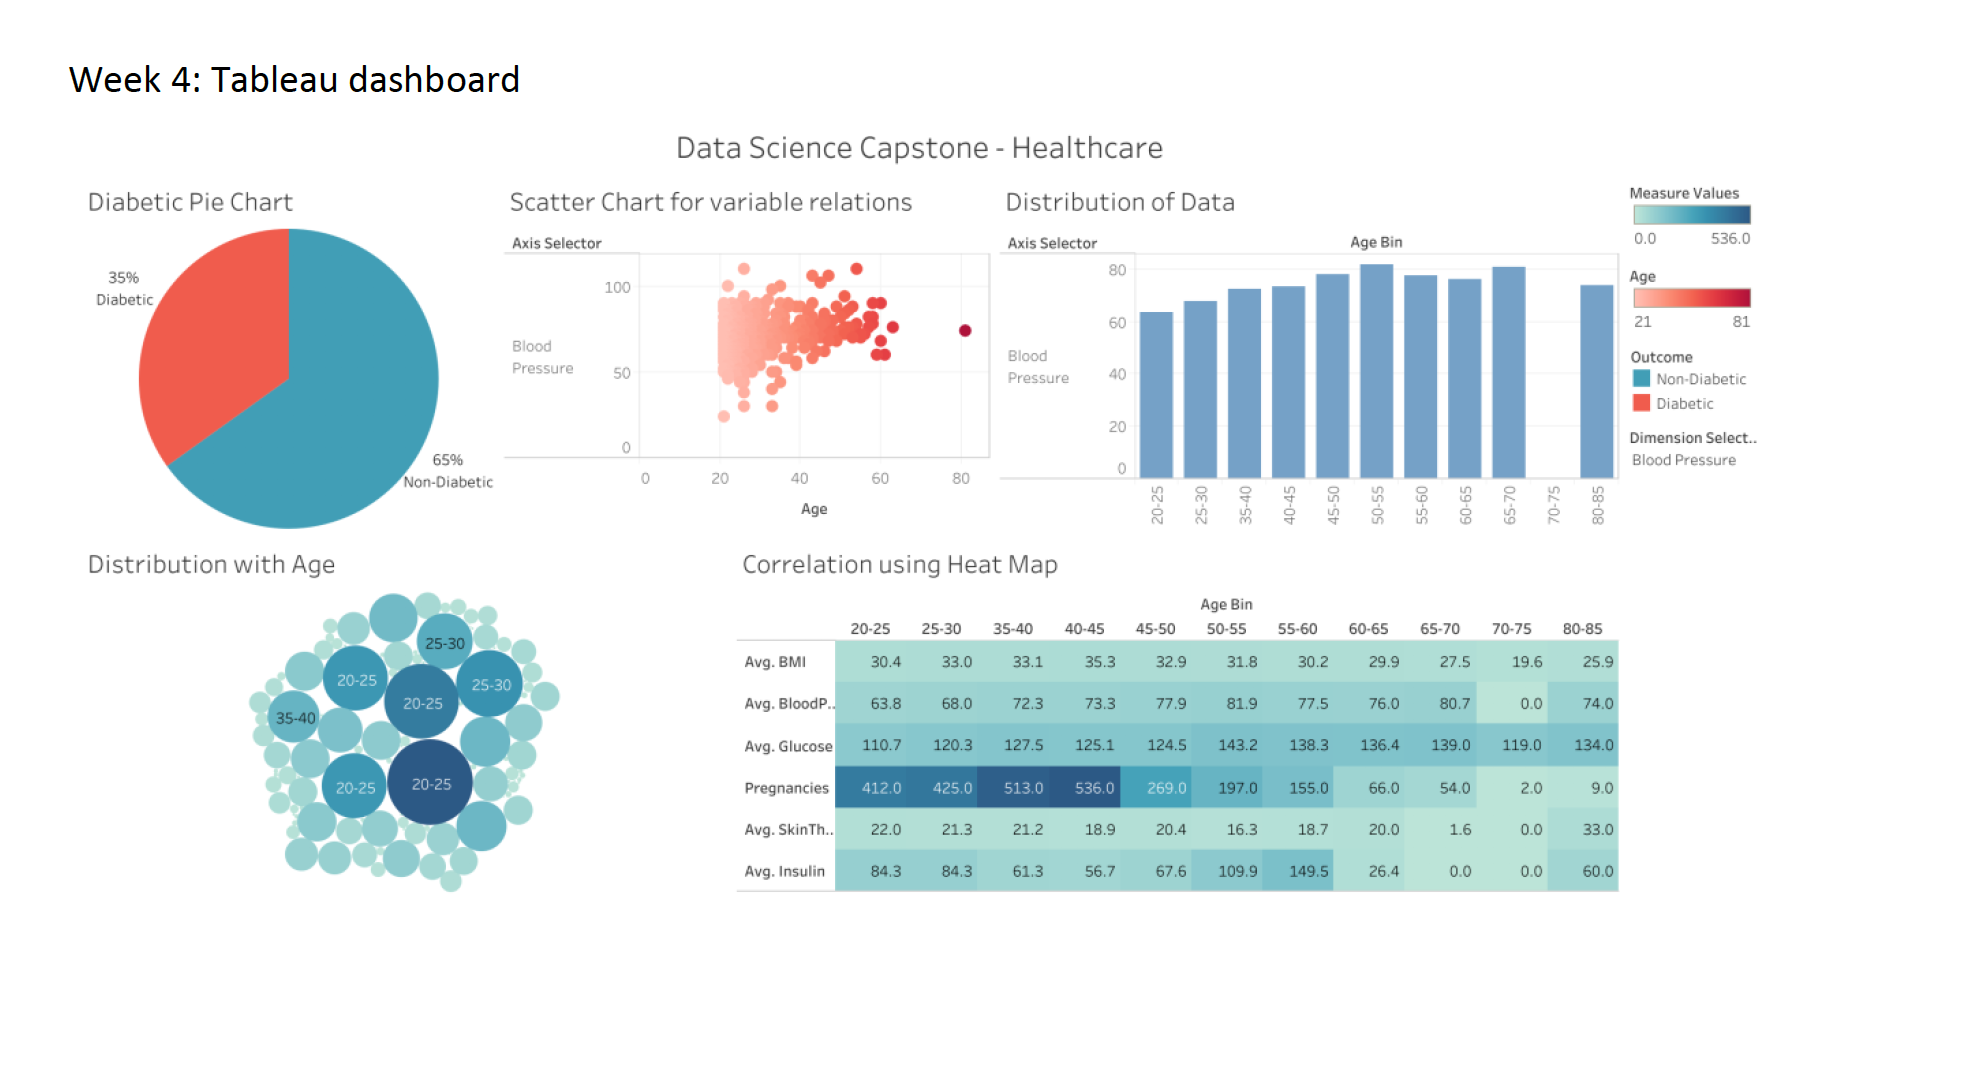 Week 4: Tableau dashboard
Data Science Capstone - Healthcare
Diabetic Pie Chart
35%
Diabetic
65%
Non-Diabetic
Scatter Chart for variable relations
Axis Selector
Blood
Pressure
100
50
0
0 20 40 60 80
Age
Distribution of Data
Axis Selector
Age Bin
Blood
Pressure
80
60
40
20
0
20-25 25-30 35-40 40-45 45-50 50-55 55-60 60-65 65-70 70-75 80-85
Measure Values
0.0 536.0
Age
21 81
Outcome
Non-Diabetic
Diabetic
Dimension Select..
Blood Pressure
Distribution with Age
25-30
20-25
25-30
20-25
35-40
20-25
20-25
Correlation using Heat Map
Age Bin
20-25 25-30 35-40 40-45 45-50 50-55 55-60 60-65 65-70 70-75 80-85
Avg. BMI 30.4 33.0 33.1 35.3 32.9 31.8 30.2 29.9 27.5 19.6 25.9
Avg. BloodP.. 63.8 68.0 72.3 73.3 77.9 81.9 77.5 76.0 80.7 0.0 74.0
Avg. Glucose 110.7 120.3 127.5 125.1 124.5 143.2 138.3 136.4 139.0 119.0 134.0
Pregnancies 412.0 425.0 513.0 536.0 269.0 197.0 155.0 66.0 54.0 2.0 9.0
Avg. SkinTh.. 22.0 21.3 21.2 18.9 20.4 16.3 18.7 20.0 1.6 0.0 33.0
Avg. Insulin 84.3 84.3 61.3 56.7 67.6 109.9 149.5 26.4 0.0 0.0 60.0